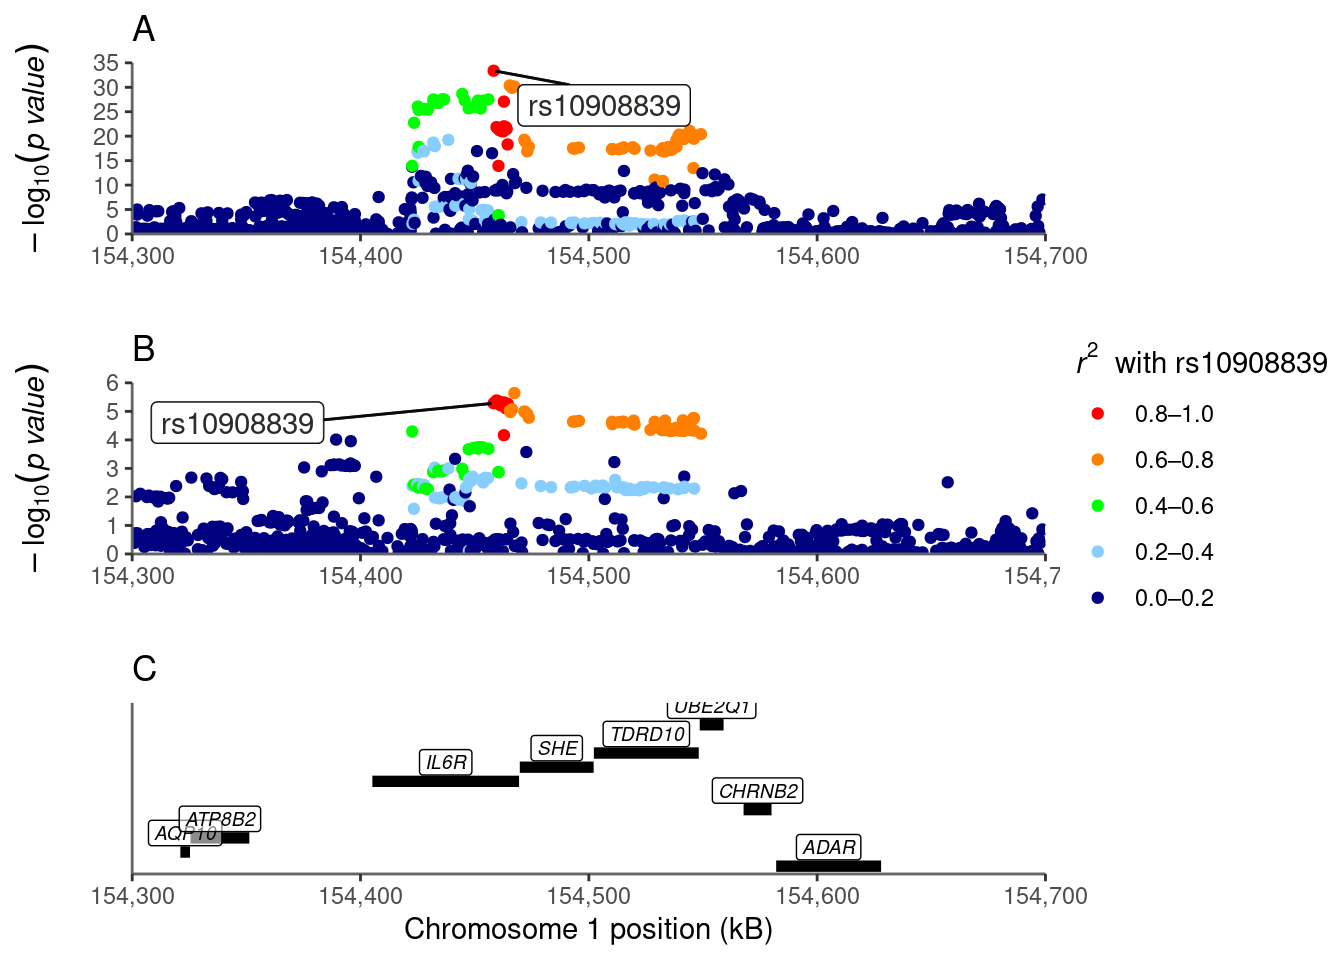 A
− log10(p value)
35
30
25
20
15
10
5
0
rs10908839
154,300
154,400
154,500
154,600
154,700
B
− log10(p value)
6
5
4
3
2
1
0
rs10908839
154,300
154,400
154,500
154,600
154,7
r2 with rs10908839
0.8–1.0
0.6–0.8
0.4–0.6
0.2–0.4
0.0–0.2
C
UBE2Q1
TDRD10
SHE
IL6R
CHRNB2
ATP8B2
AQP10
ADAR
154,300
154,400
154,500
154,600
154,700
Chromosome 1 position (kB)